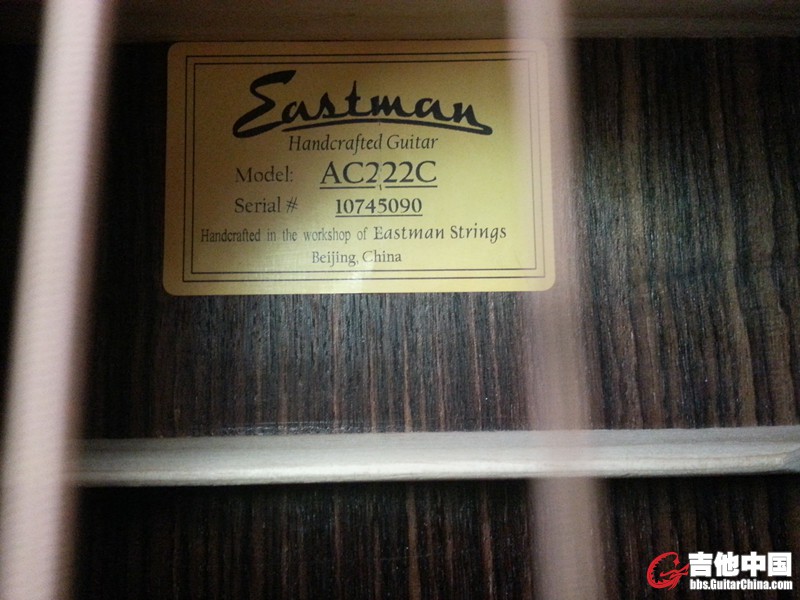 Eastman
Handcrafted Guitar
Model: AC222C
Serial # 10745090
Handcrafted in the workshop of Eastman Strings
Beijing, China
吉他中国
bbs.GuitarChina.com